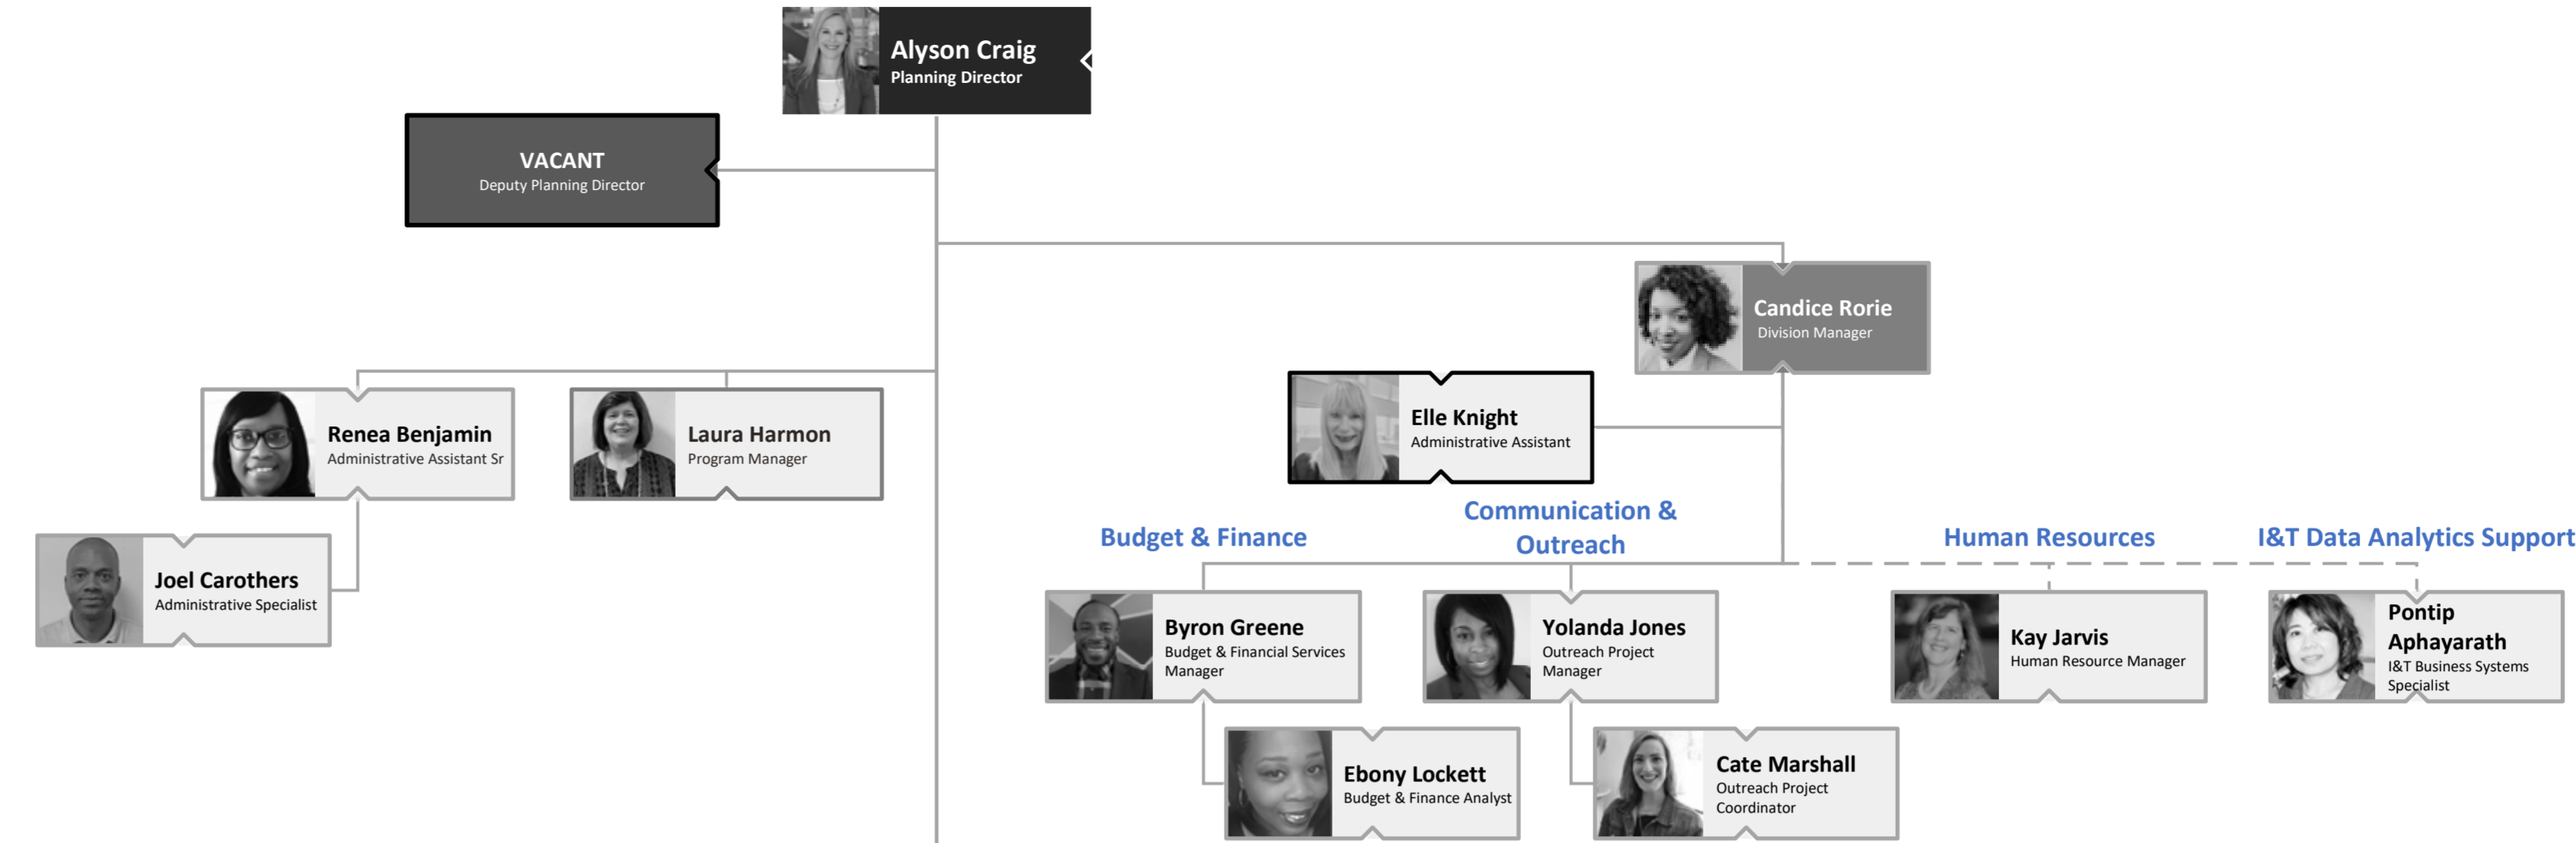 Alyson Craig
Planning Director
VACANT
Deputy Planning Director
Candice Rorie
Division Manager
Renea Benjamin
Administrative Assistant Sr
Laura Harmon
Program Manager
Elle Knight
Administrative Assistant
Joel Carothers
Administrative Specialist
Budget & Finance
Communication &
Outreach
Human Resources
I&T Data Analytics Support
Byron Greene
Budget & Financial Services
Manager
Yolanda Jones
Outreach Project
Manager
Kay Jarvis
Human Resource Manager
Pontip
Aphayarath
I&T Business Systems
Specialist
Ebony Lockett
Budget & Finance Analyst
Cate Marshall
Outreach Project
Coordinator